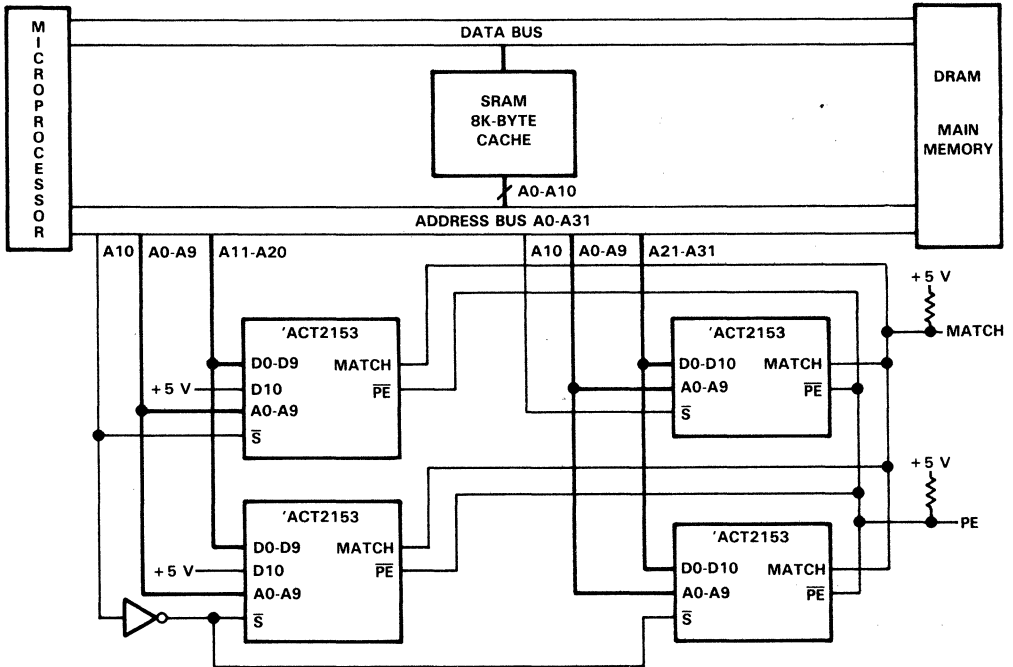 MICROPROCESSOR
DATA BUS
SRAM
8K-BYTE
CACHE
DRAM
MAIN
MEMORY
A0-A10
ADDRESS BUS A0-A31
A10 A0-A9 A11-A20
A10 A0-A9 A21-A31
'ACT2153
D0-D9 MATCH
+5 V D10 PE
A0-A9
S
'ACT2153
D0-D10 MATCH
A0-A9 PE
S
+5 V
MATCH
'ACT2153
D0-D9 MATCH
+5 V D10 PE
A0-A9
S
'ACT2153
D0-D10 MATCH
A0-A9 PE
S
+5 V
PE